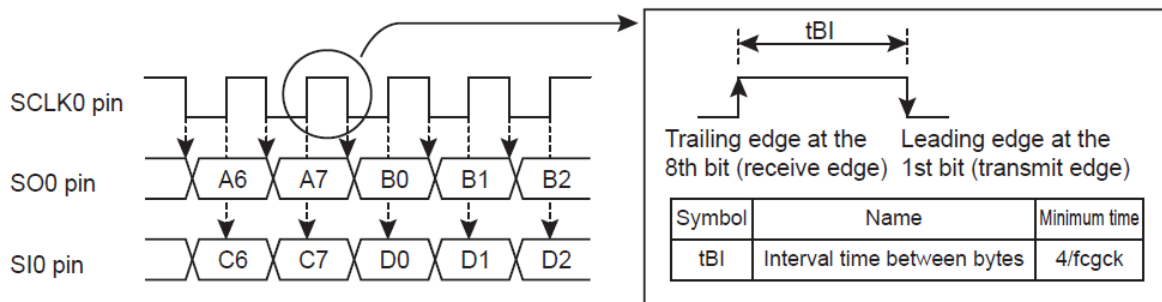 SCLK0 pin
SO0 pin
A6 A7 B0 B1 B2
SI0 pin
C6 C7 D0 D1 D2
tBI
Trailing edge at the
8th bit (receive edge)
Leading edge at the
1st bit (transmit edge)
Symbol Name Minimum time
tBI Interval time between bytes 4/fcgck